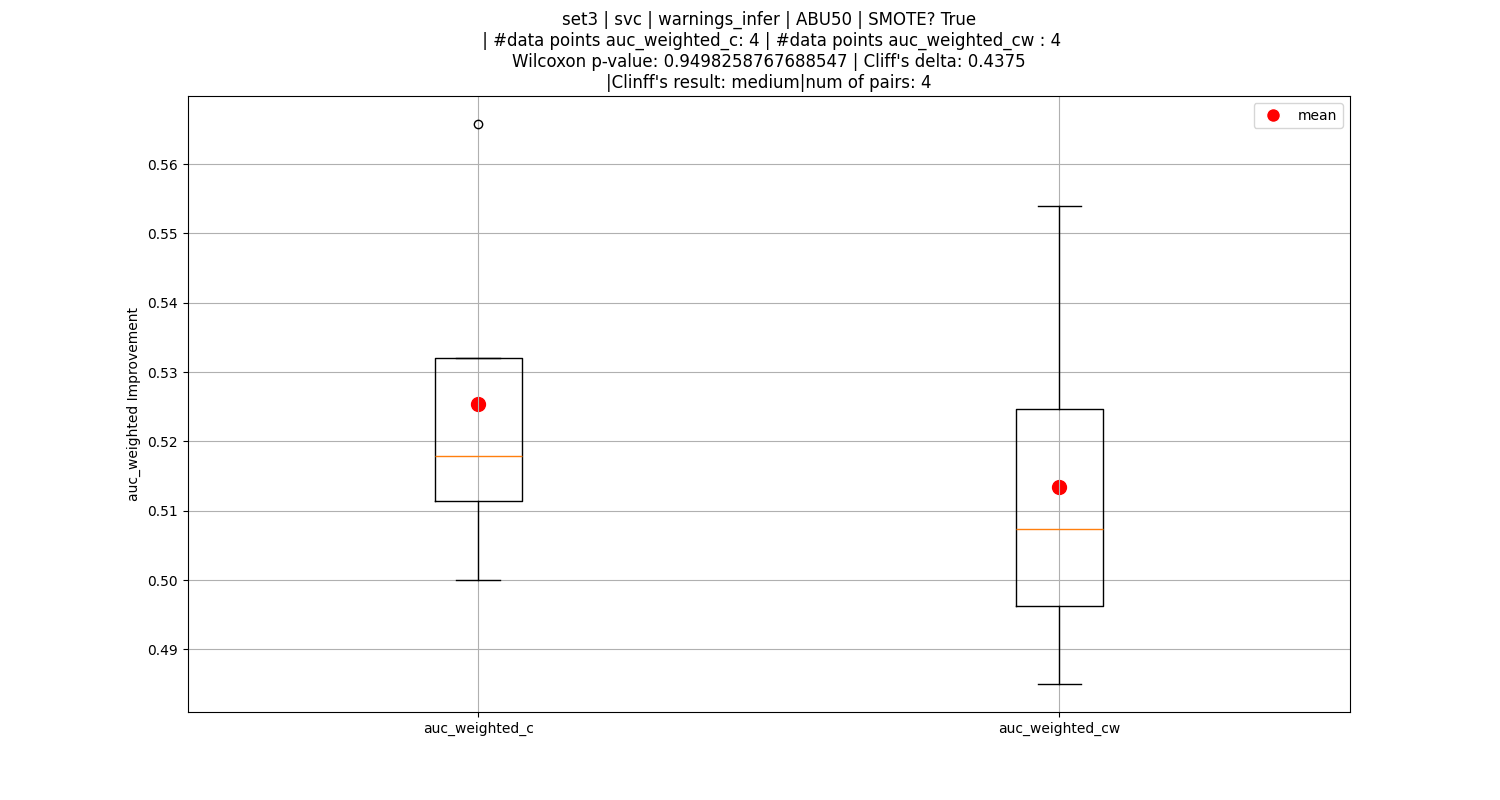 set3 | svc | warnings_infer | ABU50 | SMOTE? True
| #data points auc_weighted_c: 4 | #data points auc_weighted_cw : 4
Wilcoxon p-value: 0.9498258767688547 | Cliff's delta: 0.4375
|Clinff's result: medium|num of pairs: 4
mean
0.56
0.55
0.54
0.53
0.52
0.51
0.50
0.49
auc_weighted Improvement
auc_weighted_c
auc_weighted_cw